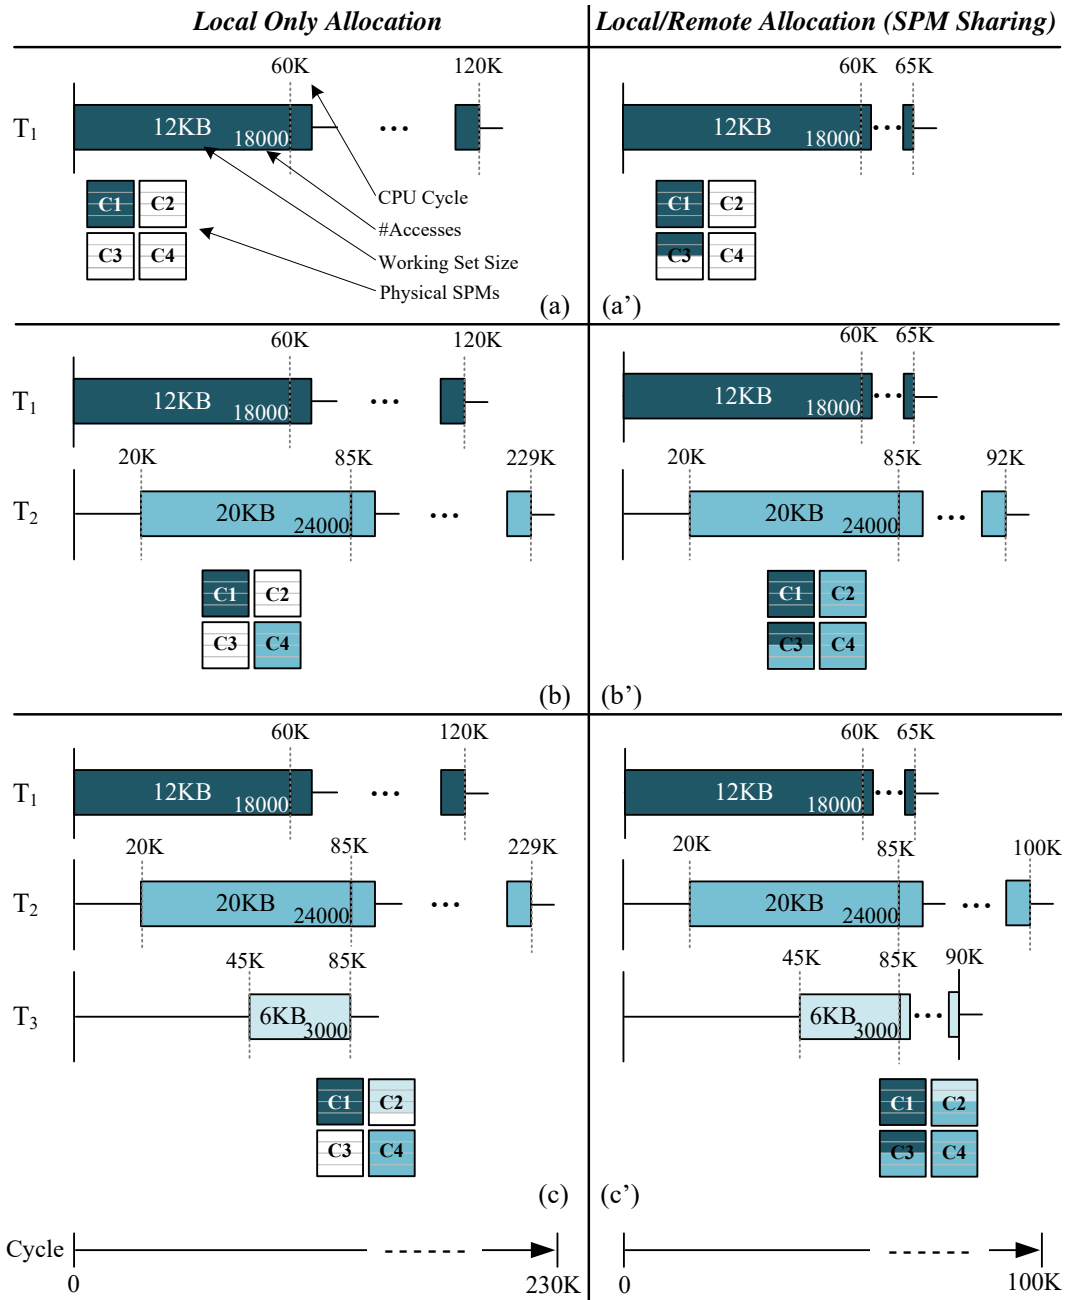 Local Only Allocation
Local/Remote Allocation (SPM Sharing)
60K 120K
T1 12KB 18000 ...
CPU Cycle
#Accesses
Working Set Size
Physical SPMs
C1 C2
C3 C4
(a)
60K 65K
12KB 18000 ...
C1 C2
C3 C4
(a’)
60K 120K
T1 12KB 18000 ...
20K 85K 229K
T2 20KB 24000 ...
C1 C2
C3 C4
(b)
60K 65K
12KB 18000 ...
20K 85K 92K
20KB 24000 ...
C1 C2
C3 C4
(b’)
60K 120K
T1 12KB 18000 ...
20K 85K 229K
T2 20KB 24000 ...
45K 85K
T3 6KB 3000
C1 C2
C3 C4
(c)
60K 65K
12KB 18000 ...
20K 85K 100K
20KB 24000 ...
45K 85K 90K
6KB 3000 ...
C1 C2
C3 C4
(c’)
Cycle
0 230K
0 100K